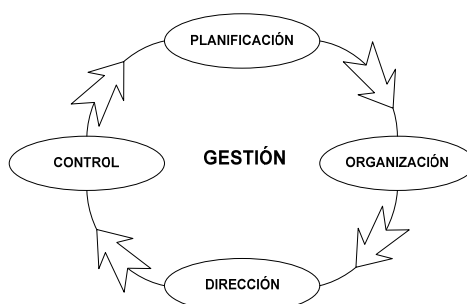 PLANIFICACIÓN
CONTROL
GESTIÓN
ORGANIZACIÓN
DIRECCIÓN